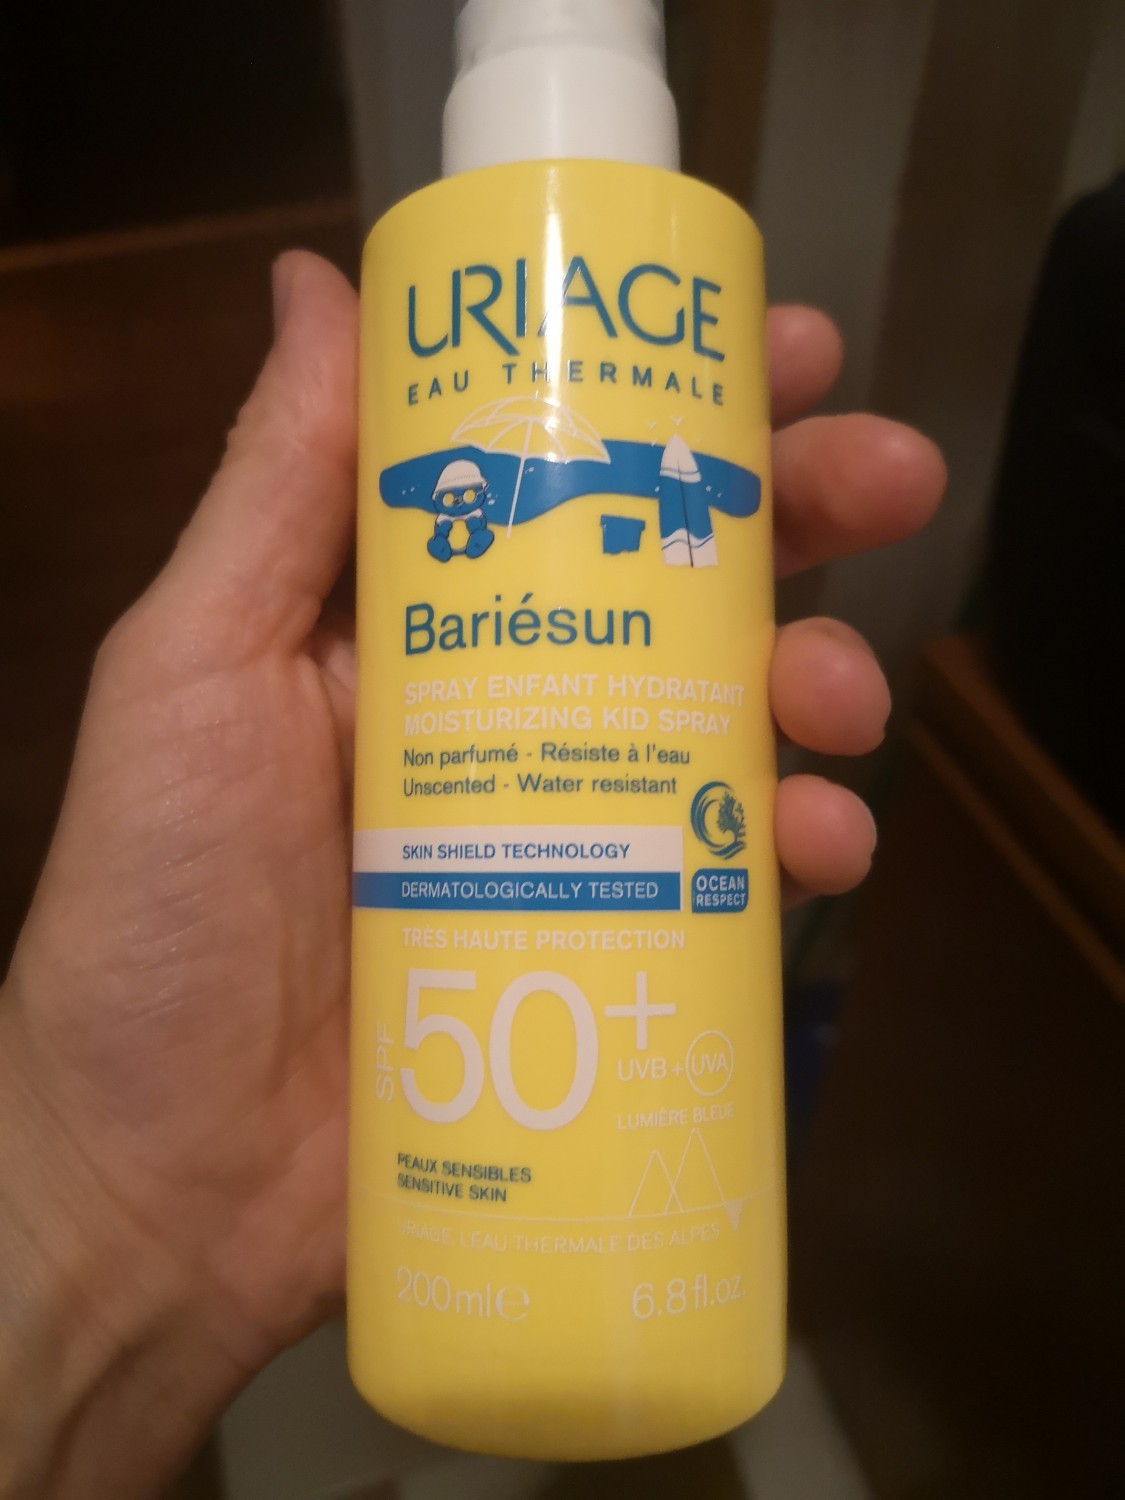 URIAGE
EAU THERMALE
Bariésun
SPRAY ENFANT HYDRATANT
MOISTURIZING KID SPRAY
Non parfumé - Résiste à l'eau
Unscented - Water resistant
SKIN SHIELD TECHNOLOGY
DERMATOLOGICALLY TESTED
OCEAN
RESPECT
TRÈS HAUTE PROTECTION
SPF 50+
UVB + UVA
LUMIÈRE BLEUE
PEAUX SENSIBLES
SENSITIVE SKIN
URIAGE, L'EAU THERMALE DES ALPES
200 ml ℮ 6.8 fl.oz.